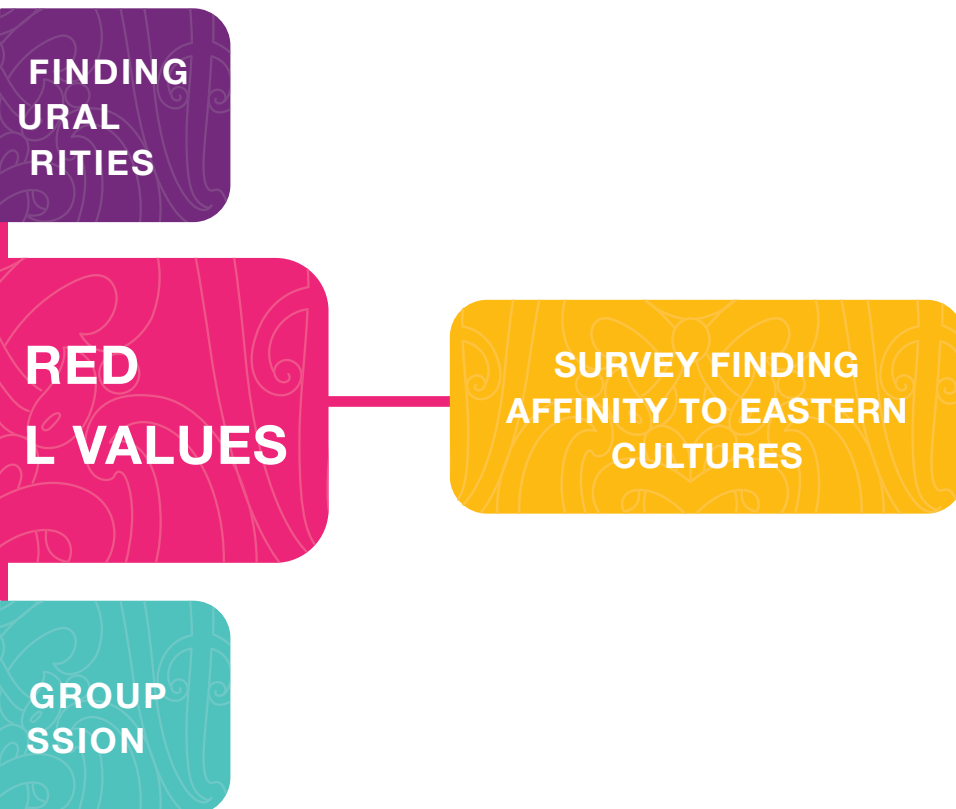 FINDING
URAL
RITIES
RED
L VALUES
SURVEY FINDING
AFFINITY TO EASTERN
CULTURES
GROUP
SSION